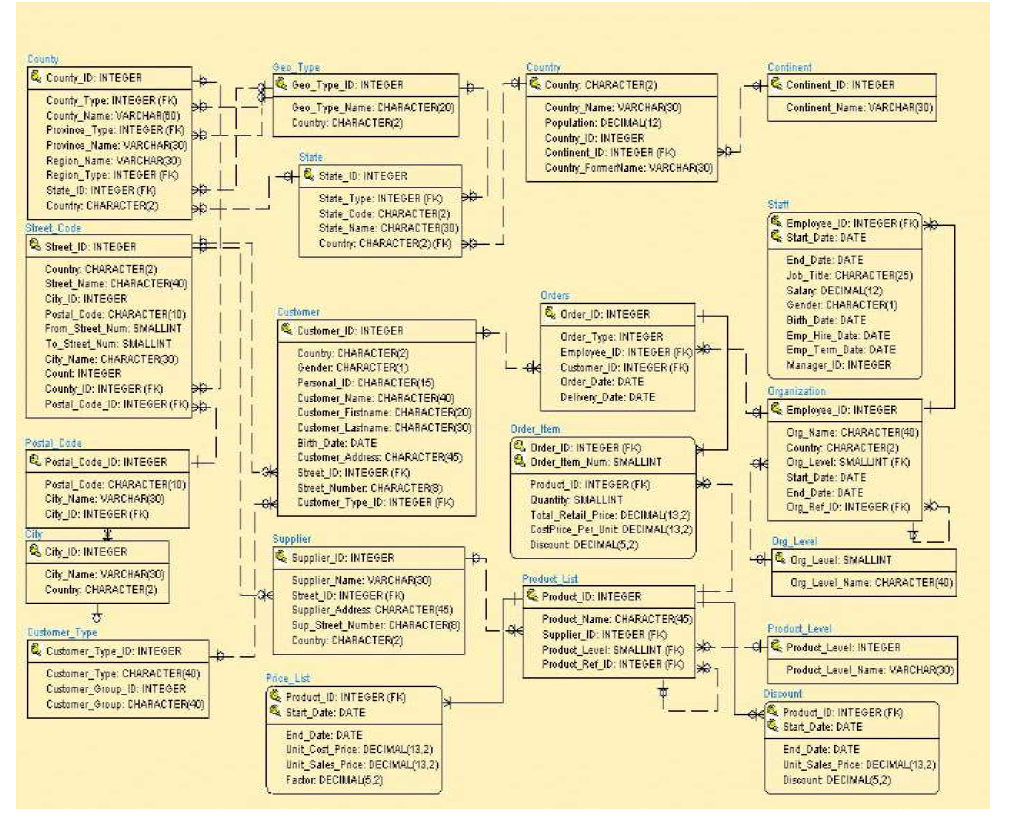 County
County_ID: INTEGER
County_Type: INTEGER (FK)
County_Name: VARCHAR(60)
Province_Type: INTEGER (FK)
Province_Name: VARCHAR(30)
Region_Name: VARCHAR(30)
Region_Type: INTEGER (FK)
State_ID: INTEGER (FK)
Country: CHARACTER(2)
Geo_Type
Geo_Type_ID: INTEGER
Geo_Type_Name: CHARACTER(20)
Country: CHARACTER(2)
Country
Country: CHARACTER(2)
Country_Name: VARCHAR(30)
Population: DECIMAL(12)
Country_ID: INTEGER
Continent_ID: INTEGER (FK)
Country_FormerName: VARCHAR(30)
Continent
Continent_ID: INTEGER
Continent_Name: VARCHAR(30)
State
State_ID: INTEGER
State_Type: INTEGER (FK)
State_Code: CHARACTER(2)
State_Name: CHARACTER(30)
Country: CHARACTER(2) (FK)
Staff
Employee_ID: INTEGER (FK)
Start_Date: DATE
End_Date: DATE
Job_Title: CHARACTER(25)
Salary: DECIMAL(12)
Gender: CHARACTER(1)
Birth_Date: DATE
Emp_Hire_Date: DATE
Emp_Term_Date: DATE
Manager_ID: INTEGER
Street_Code
Street_ID: INTEGER
Country: CHARACTER(2)
Street_Name: CHARACTER(40)
City_ID: INTEGER
Postal_Code: CHARACTER(10)
From_Street_Num: SMALLINT
To_Street_Num: SMALLINT
City_Name: CHARACTER(30)
Count: INTEGER
County_ID: INTEGER (FK)
Postal_Code_ID: INTEGER (FK)
Customer
Customer_ID: INTEGER
Country: CHARACTER(2)
Gender: CHARACTER(1)
Personal_ID: CHARACTER(15)
Customer_Name: CHARACTER(40)
Customer_Firstname: CHARACTER(20)
Customer_Lastname: CHARACTER(30)
Birth_Date: DATE
Customer_Address: CHARACTER(45)
Street_ID: INTEGER (FK)
Street_Number: CHARACTER(8)
Customer_Type_ID: INTEGER (FK)
Orders
Order_ID: INTEGER
Order_Type: INTEGER
Employee_ID: INTEGER (FK)
Customer_ID: INTEGER (FK)
Order_Date: DATE
Delivery_Date: DATE
Organization
Employee_ID: INTEGER
Org_Name: CHARACTER(40)
Country: CHARACTER(2)
Org_Level: SMALLINT (FK)
Start_Date: DATE
End_Date: DATE
Org_Ref_ID: INTEGER (FK)
Order_Item
Order_ID: INTEGER (FK)
Order_Item_Num: SMALLINT
Product_ID: INTEGER (FK)
Quantity: SMALLINT
Total_Retail_Price: DECIMAL(13,2)
CostPrice_Per_Unit: DECIMAL(13,2)
Discount: DECIMAL(5,2)
Postal_Code
Postal_Code_ID: INTEGER
Postal_Code: CHARACTER(10)
City_Name: VARCHAR(30)
City_ID: INTEGER (FK)
City
City_ID: INTEGER
City_Name: VARCHAR(30)
Country: CHARACTER(2)
Supplier
Supplier_ID: INTEGER
Supplier_Name: VARCHAR(30)
Street_ID: INTEGER (FK)
Supplier_Address: CHARACTER(45)
Sup_Street_Number: CHARACTER(8)
Country: CHARACTER(2)
Org_Level
Org_Level: SMALLINT
Org_Level_Name: CHARACTER(40)
Product_List
Product_ID: INTEGER
Product_Name: CHARACTER(45)
Supplier_ID: INTEGER (FK)
Product_Level: SMALLINT (FK)
Product_Ref_ID: INTEGER (FK)
Product_Level
Product_Level: INTEGER
Product_Level_Name: VARCHAR(30)
Customer_Type
Customer_Type_ID: INTEGER
Customer_Type: CHARACTER(40)
Customer_Group_ID: INTEGER
Customer_Group: CHARACTER(40)
Price_List
Product_ID: INTEGER (FK)
Start_Date: DATE
End_Date: DATE
Unit_Cost_Price: DECIMAL(13,2)
Unit_Sales_Price: DECIMAL(13,2)
Factor: DECIMAL(5,2)
Discount
Product_ID: INTEGER (FK)
Start_Date: DATE
End_Date: DATE
Unit_Sales_Price: DECIMAL(13,2)
Discount: DECIMAL(5,2)